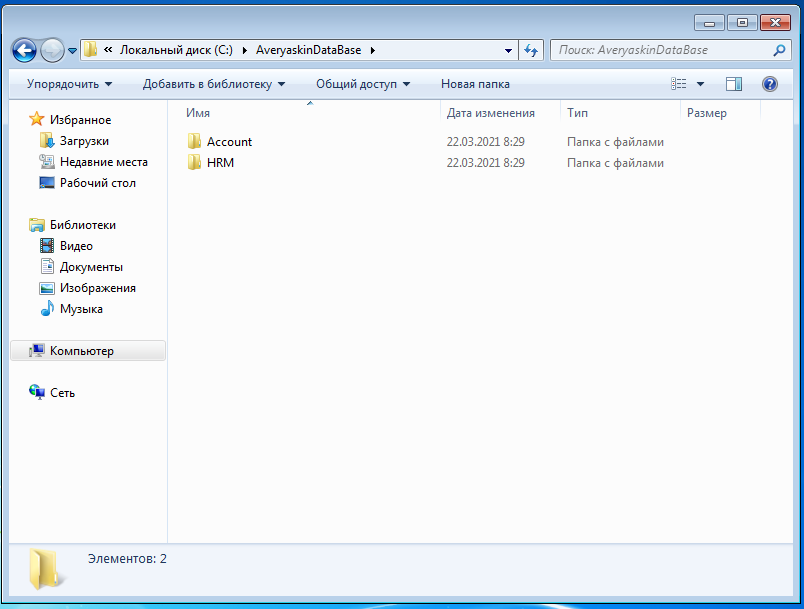 « Локальный диск (C:) AveryaskinDataBase Поиск: AveryaskinDataBase
Упорядочить Добавить в библиотеку Общий доступ Новая папка
Избранное
Загрузки
Недавние места
Рабочий стол
Библиотеки
Видео
Документы
Изображения
Музыка
Компьютер
Сеть
Имя Дата изменения Тип Размер
Account 22.03.2021 8:29 Папка с файлами
HRM 22.03.2021 8:29 Папка с файлами
Элементов: 2